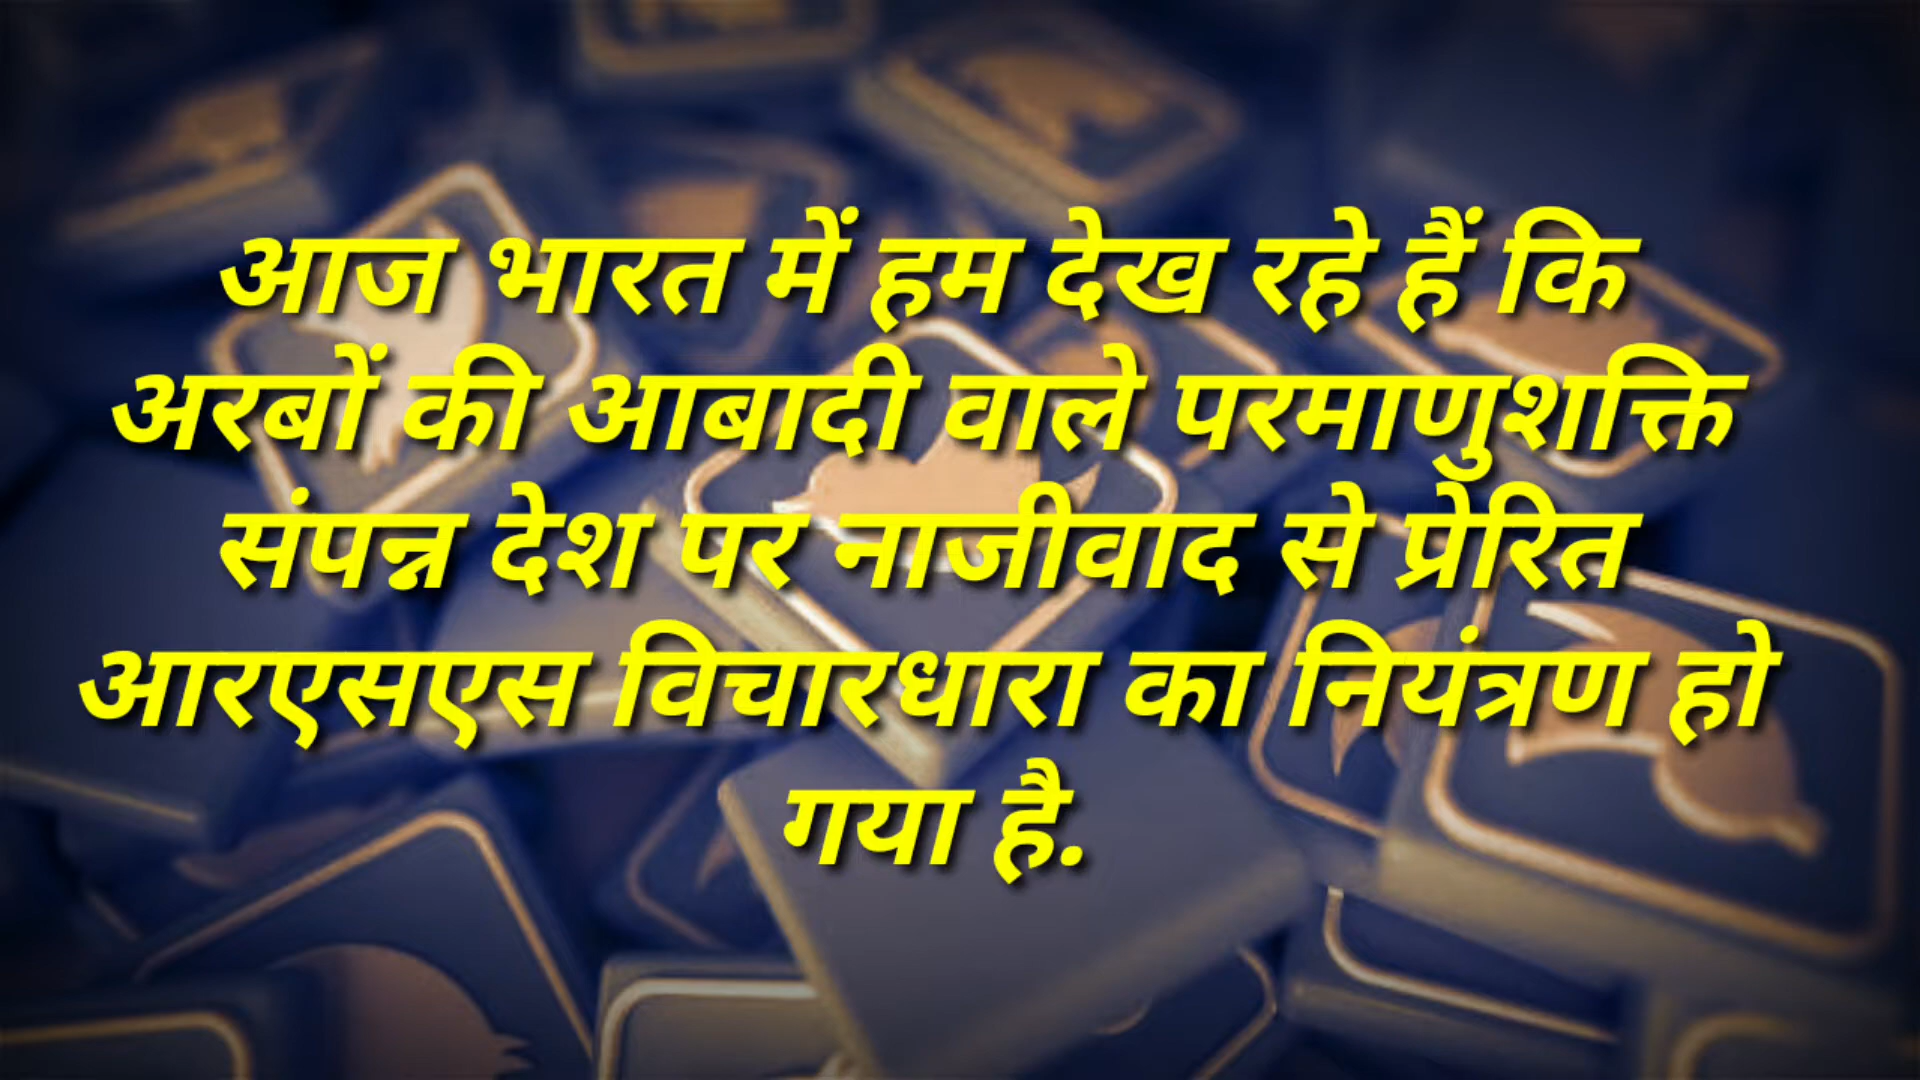 आज भारत में हम देख रहे हैं कि
अरबों की आबादी वाले परमाणुशक्ति
संपन्न देश पर नाजीवाद से प्रेरित
आरएसएस विचारधारा का नियंत्रण हो
गया है.